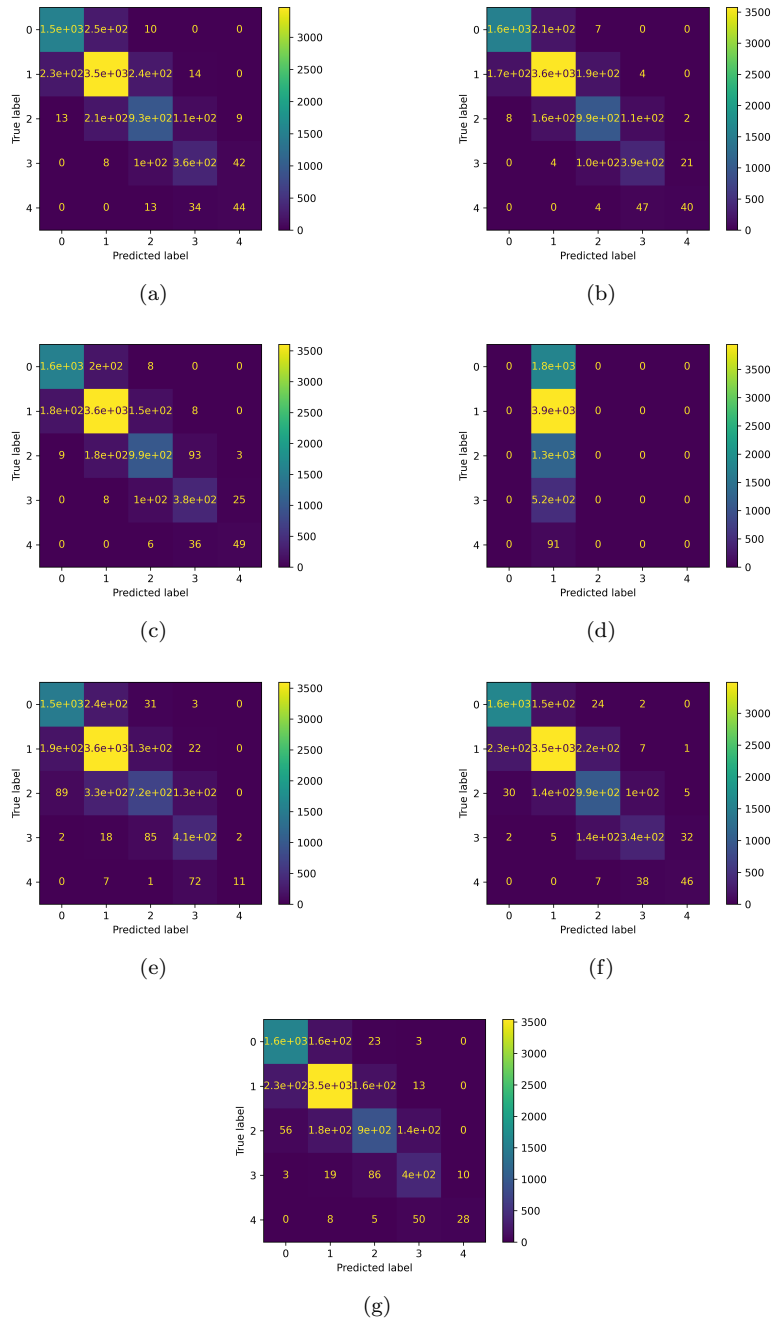 0 1.5e+03 2.5e+02 10 0 0
1 2.3e+02 3.5e+03 2.4e+02 14 0
2 13 2.1e+02 9.3e+02 1.1e+02 9
3 0 8 1e+02 3.6e+02 42
4 0 0 13 34 44
0 1 2 3 4
Predicted label
True label
3000
2500
2000
1500
1000
500
0
(a)
0 1.6e+03 2.1e+02 7 0 0
1 1.7e+02 3.6e+03 1.9e+02 4 0
2 8 1.6e+02 9.9e+02 1.1e+02 2
3 0 4 1.0e+02 3.9e+02 21
4 0 0 4 47 40
0 1 2 3 4
Predicted label
True label
3500
3000
2500
2000
1500
1000
500
0
(b)
0 1.6e+03 2e+02 8 0 0
1 1.8e+02 3.6e+03 1.5e+02 8 0
2 9 1.8e+02 9.9e+02 93 3
3 0 8 1e+02 3.8e+02 25
4 0 0 6 36 49
0 1 2 3 4
Predicted label
True label
3500
3000
2500
2000
1500
1000
500
0
(c)
0 0 1.8e+03 0 0 0
1 0 3.9e+03 0 0 0
2 0 1.3e+03 0 0 0
3 0 5.2e+02 0 0 0
4 0 91 0 0 0
0 1 2 3 4
Predicted label
True label
3500
3000
2500
2000
1500
1000
500
0
(d)
0 1.5e+03 2.4e+02 31 3 0
1 1.9e+02 3.6e+03 1.3e+02 22 0
2 89 3.3e+02 7.2e+02 1.3e+02 0
3 2 18 85 4.1e+02 2
4 0 7 1 72 11
0 1 2 3 4
Predicted label
True label
3500
3000
2500
2000
1500
1000
500
0
(e)
0 1.6e+03 1.5e+02 24 2 0
1 2.3e+02 3.5e+03 2.2e+02 7 1
2 30 1.4e+02 9.9e+02 1e+02 5
3 2 5 1.4e+02 3.4e+02 32
4 0 0 7 38 46
0 1 2 3 4
Predicted label
True label
3000
2500
2000
1500
1000
500
0
(f)
0 1.6e+03 1.6e+02 23 3 0
1 2.3e+02 3.5e+03 1.6e+02 13 0
2 56 1.8e+02 9e+02 1.4e+02 0
3 3 19 86 4e+02 10
4 0 8 5 50 28
0 1 2 3 4
Predicted label
True label
3500
3000
2500
2000
1500
1000
500
0
(g)